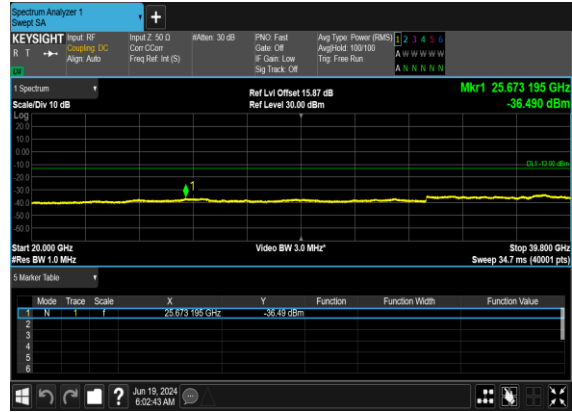 Spectrum Analyzer 1
Swept SA
+
KEYSIGHT Input: RF Input Z: 50 Ω #Atten: 30 dB PNO: Fast Avg Type: Power (RMS) 1 2 3 4 5 6
R T Coupling: DC Corr CCorr Gate: Off Avg|Hold: 100/100 A W W W W W
Align: Auto Freq Ref: Int (S) IF Gain: Low Trig: Free Run
Sig Track: Off A N N N N N
1 Spectrum Ref Lvl Offset 15.87 dB Mkr1 25.673 195 GHz
Scale/Div 10 dB Ref Level 30.00 dBm -36.490 dBm
Log
20.0
10.0
0.00
-10.0
DL1 -13.00 dBm
-20.0
1
-30.0
-40.0
-50.0
-60.0
Start 20.000 GHz Video BW 3.0 MHz* Stop 39.800 GHz
#Res BW 1.0 MHz Sweep 34.7 ms (40001 pts)
5 Marker Table
Mode Trace Scale X Y Function Function Width Function Value
1 N 1 f 25.673 195 GHz -36.49 dBm
2
3
4
5
6
? Jun 19, 2024
6:02:43 AM